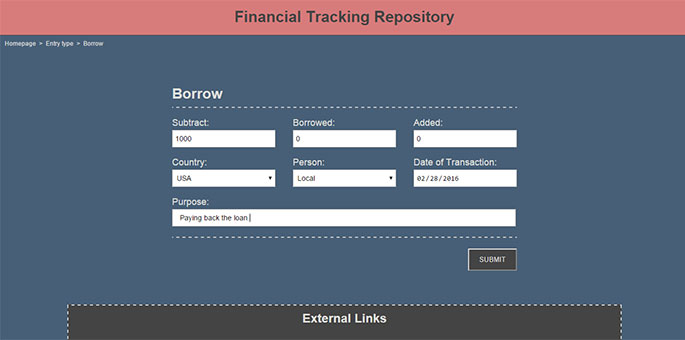 Financial Tracking Repository
Homepage > Entry type > Borrow
Borrow
Subtract: Borrowed: Added:
1000 0 0
Country: Person: Date of Transaction:
USA Local 02/28/2016
Purpose:
Paying back the loan
SUBMIT
External Links